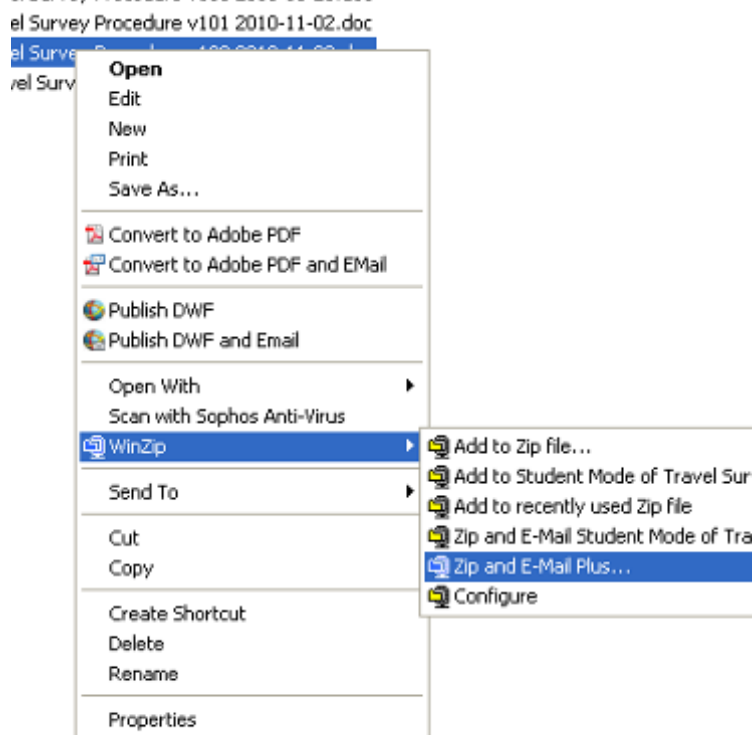 el Survey Procedure v101 2010-11-02.doc
el Surve
vel Surv
Open
Edit
New
Print
Save As...
Convert to Adobe PDF
Convert to Adobe PDF and EMail
Publish DWF
Publish DWF and Email
Open With
Scan with Sophos Anti-Virus
WinZip
Send To
Cut
Copy
Create Shortcut
Delete
Rename
Properties
Add to Zip file...
Add to Student Mode of Travel Sur
Add to recently used Zip file
Zip and E-Mail Student Mode of Tra
Zip and E-Mail Plus...
Configure